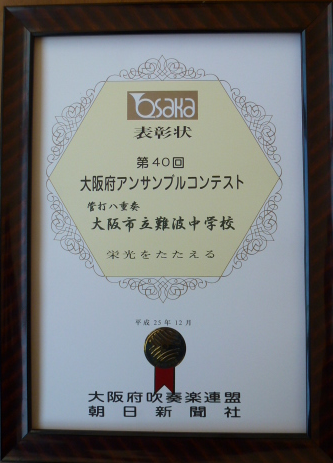 Osaka
表彰状
第40回
大阪府アンサンブルコンテスト
管打八重奏
大阪市立難波中学校
栄光をたたえる
平成25年12月
大阪府吹奏楽連盟
朝日新聞社